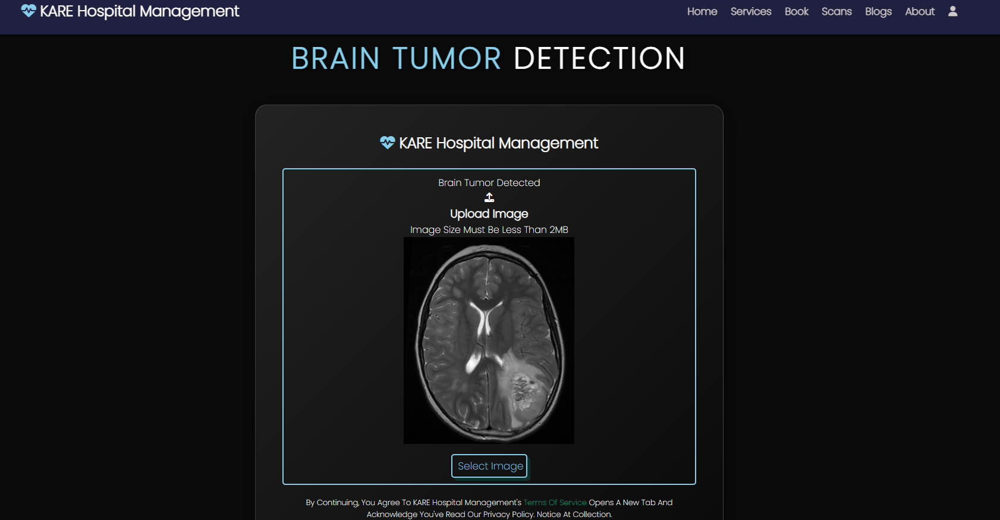 KARE Hospital Management
Home Services Book Scans Blogs About
BRAIN TUMOR DETECTION
KARE Hospital Management
Brain Tumor Detected
Upload Image
Image Size Must Be Less Than 2MB
Select Image
By Continuing, You Agree To KARE Hospital Management's Terms Of Service Opens A New Tab And
Acknowledge You've Read Our Privacy Policy. Notice At Collection.